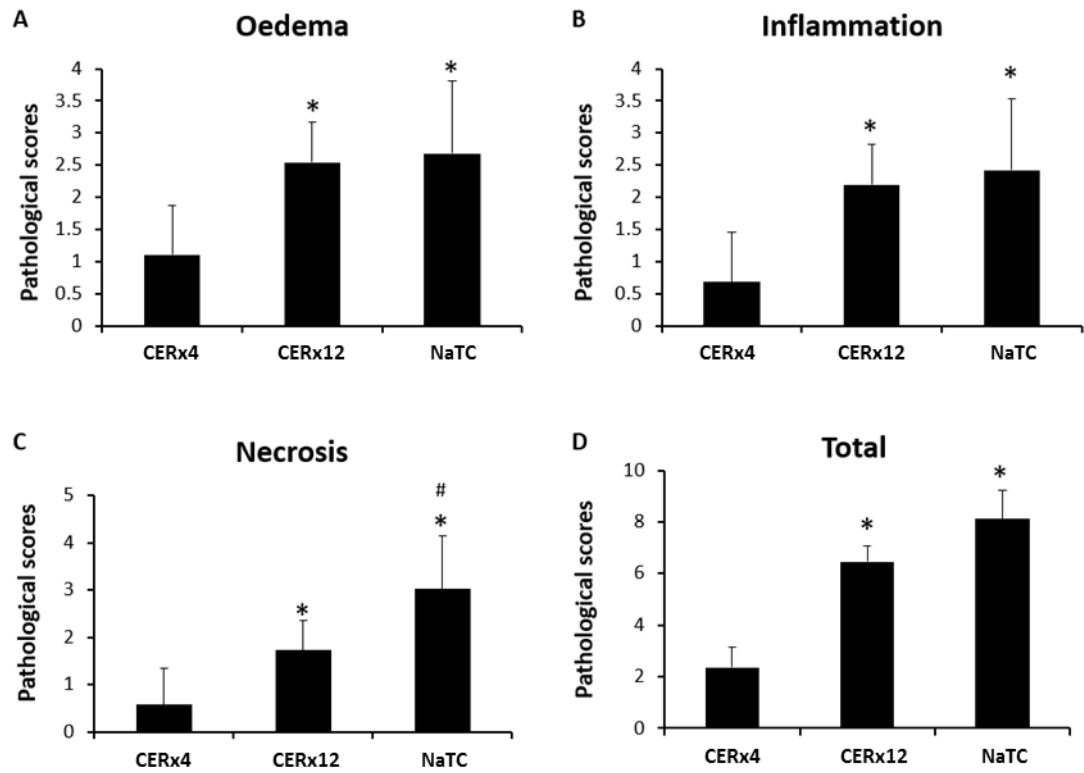 A
Oedema
Pathological scores
4
3.5
3
2.5
2
1.5
1
0.5
0
*
*
CERx4 CERx12 NaTC
B
Inflammation
Pathological scores
4
3.5
3
2.5
2
1.5
1
0.5
0
*
*
CERx4 CERx12 NaTC
C
Necrosis
Pathological scores
5
4
3
2
1
0
#
*
*
CERx4 CERx12 NaTC
D
Total
Pathological scores
10
8
6
4
2
0
*
*
CERx4 CERx12 NaTC